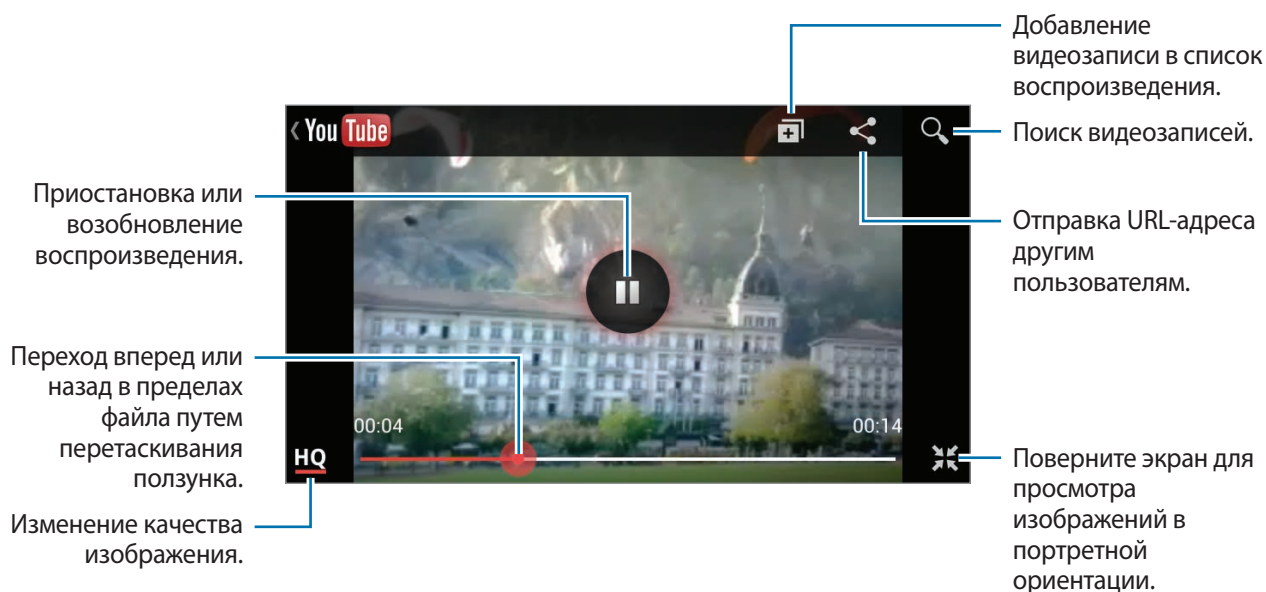 Добавление
видеозаписи в список
воспроизведения.
You Tube
Поиск видеозаписей.
Приостановка или
возобновление
воспроизведения.
Отправка URL-адреса
другим
пользователям.
Переход вперед или
назад в пределах
файла путем
перетаскивания
ползунка.
00:04
00:14
HQ
Изменение качества
изображения.
Поверните экран для
просмотра
изображений в
портретной
ориентации.